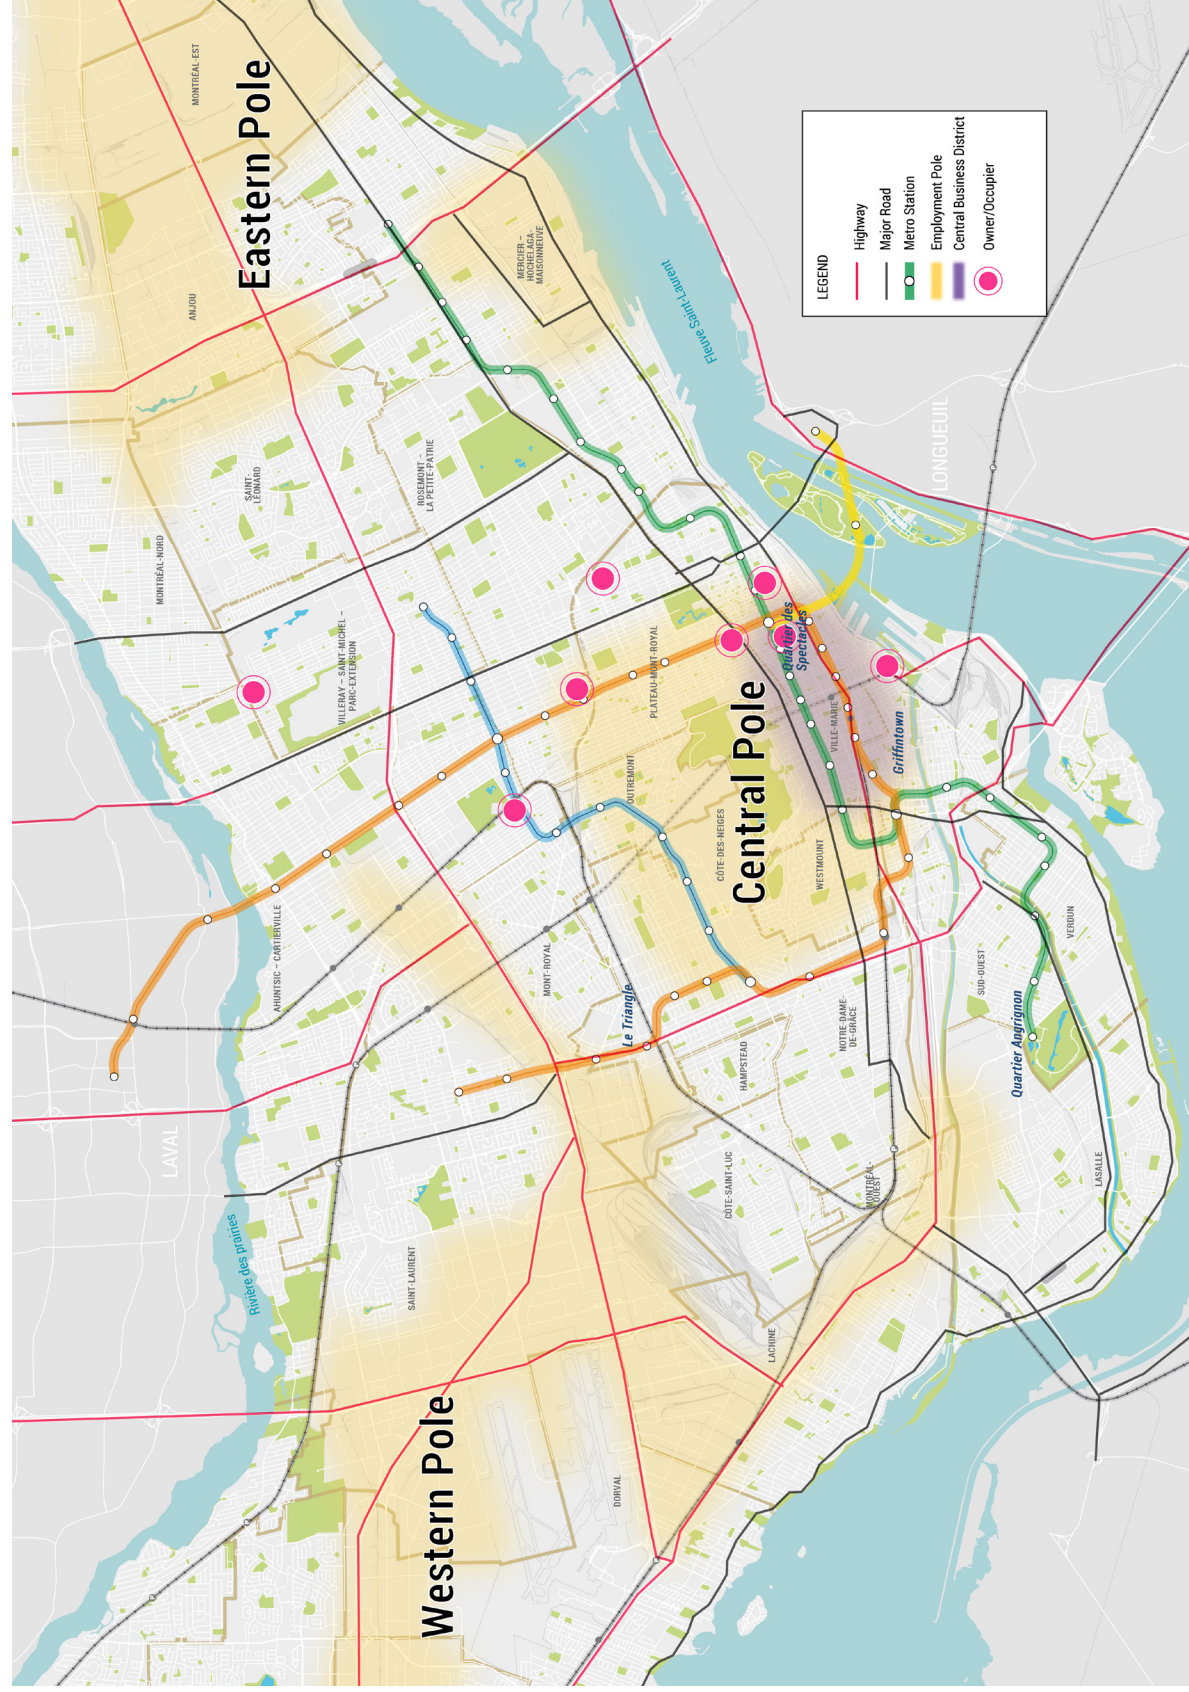 Eastern Pole
Central Pole
Western Pole
MONTRÉAL-EST
ANJOU
MERCIER –
HOCHELAGA-
MAISONNEUVE
SAINT-
LÉONARD
ROSEMONT –
LA PETITE-PATRIE
MONTRÉAL-NORD
VILLERAY – SAINT-MICHEL –
PARC-EXTENSION
PLATEAU-MONT-ROYAL
Quartier des
Spectacles
VILLE-MARIE
Griffintown
OUTREMONT
CÔTE-DES-NEIGES
WESTMOUNT
AHUNTSIC – CARTIERVILLE
MONT-ROYAL
Le Triangle
HAMPSTEAD
NOTRE-DAME-
DE-GRÂCE
SUD-OUEST
VERDUN
Quartier Angrignon
CÔTE-SAINT-LUC
MONTRÉAL-
OUEST
LASALLE
LACHINE
SAINT-LAURENT
DORVAL
LAVAL
LONGUEUIL
Rivière des prairies
Fleuve Saint-Laurent
LEGEND
Highway
Major Road
Metro Station
Employment Pole
Central Business District
Owner/Occupier